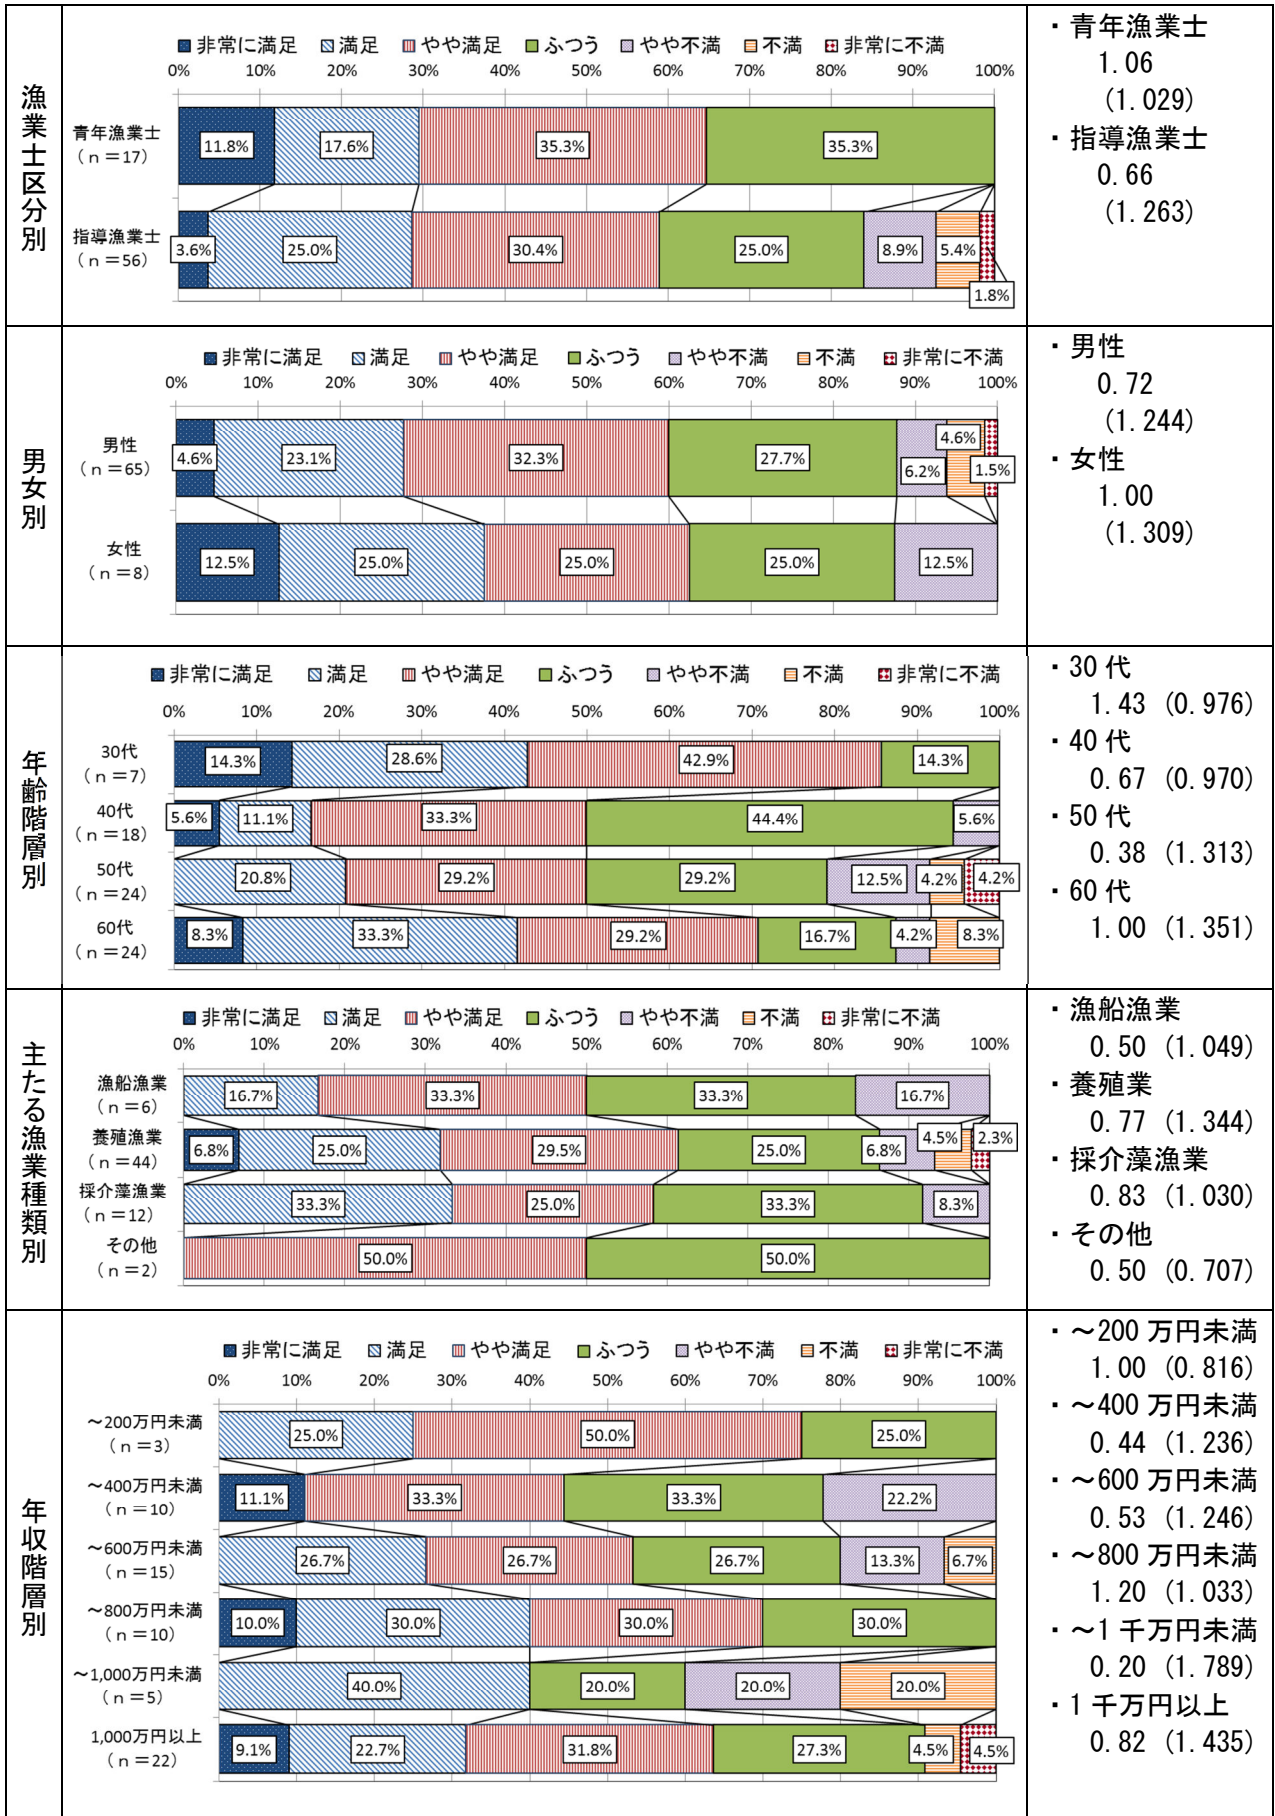 漁業士区分別
非常に満足 満足 やや満足 ふつう やや不満 不満 非常に不満
0% 10% 20% 30% 40% 50% 60% 70% 80% 90% 100%
青年漁業士
(n=17)
11.8% 17.6% 35.3% 35.3%
指導漁業士
(n=56)
3.6% 25.0% 30.4% 25.0% 8.9% 5.4% 1.8%
・青年漁業士
1.06
(1.029)
・指導漁業士
0.66
(1.263)
男女別
非常に満足 満足 やや満足 ふつう やや不満 不満 非常に不満
0% 10% 20% 30% 40% 50% 60% 70% 80% 90% 100%
男性
(n=65)
4.6% 23.1% 32.3% 27.7% 6.2% 4.6% 1.5%
女性
(n=8)
12.5% 25.0% 25.0% 25.0% 12.5%
・男性
0.72
(1.244)
・女性
1.00
(1.309)
年齢階層別
非常に満足 満足 やや満足 ふつう やや不満 不満 非常に不満
0% 10% 20% 30% 40% 50% 60% 70% 80% 90% 100%
30代
(n=7)
14.3% 28.6% 42.9% 14.3%
40代
(n=18)
5.6% 11.1% 33.3% 44.4% 5.6%
50代
(n=24)
20.8% 29.2% 29.2% 12.5% 4.2% 4.2%
60代
(n=24)
8.3% 33.3% 29.2% 16.7% 4.2% 8.3%
・30代
1.43 (0.976)
・40代
0.67 (0.970)
・50代
0.38 (1.313)
・60代
1.00 (1.351)
主たる漁業種類別
非常に満足 満足 やや満足 ふつう やや不満 不満 非常に不満
0% 10% 20% 30% 40% 50% 60% 70% 80% 90% 100%
漁船漁業
(n=6)
16.7% 33.3% 33.3% 16.7%
養殖漁業
(n=44)
6.8% 25.0% 29.5% 25.0% 6.8% 4.5% 2.3%
採介藻漁業
(n=12)
33.3% 25.0% 33.3% 8.3%
その他
(n=2)
50.0% 50.0%
・漁船漁業
0.50 (1.049)
・養殖業
0.77 (1.344)
・採介藻漁業
0.83 (1.030)
・その他
0.50 (0.707)
年収階層別
非常に満足 満足 やや満足 ふつう やや不満 不満 非常に不満
0% 10% 20% 30% 40% 50% 60% 70% 80% 90% 100%
～200万円未満
(n=3)
25.0% 50.0% 25.0%
～400万円未満
(n=10)
11.1% 33.3% 33.3% 22.2%
～600万円未満
(n=15)
26.7% 26.7% 26.7% 13.3% 6.7%
～800万円未満
(n=10)
10.0% 30.0% 30.0% 30.0%
～1,000万円未満
(n=5)
40.0% 20.0% 20.0% 20.0%
1,000万円以上
(n=22)
9.1% 22.7% 31.8% 27.3% 4.5% 4.5%
・～200万円未満
1.00 (0.816)
・～400万円未満
0.44 (1.236)
・～600万円未満
0.53 (1.246)
・～800万円未満
1.20 (1.033)
・～1千万円未満
0.20 (1.789)
・1千万円以上
0.82 (1.435)